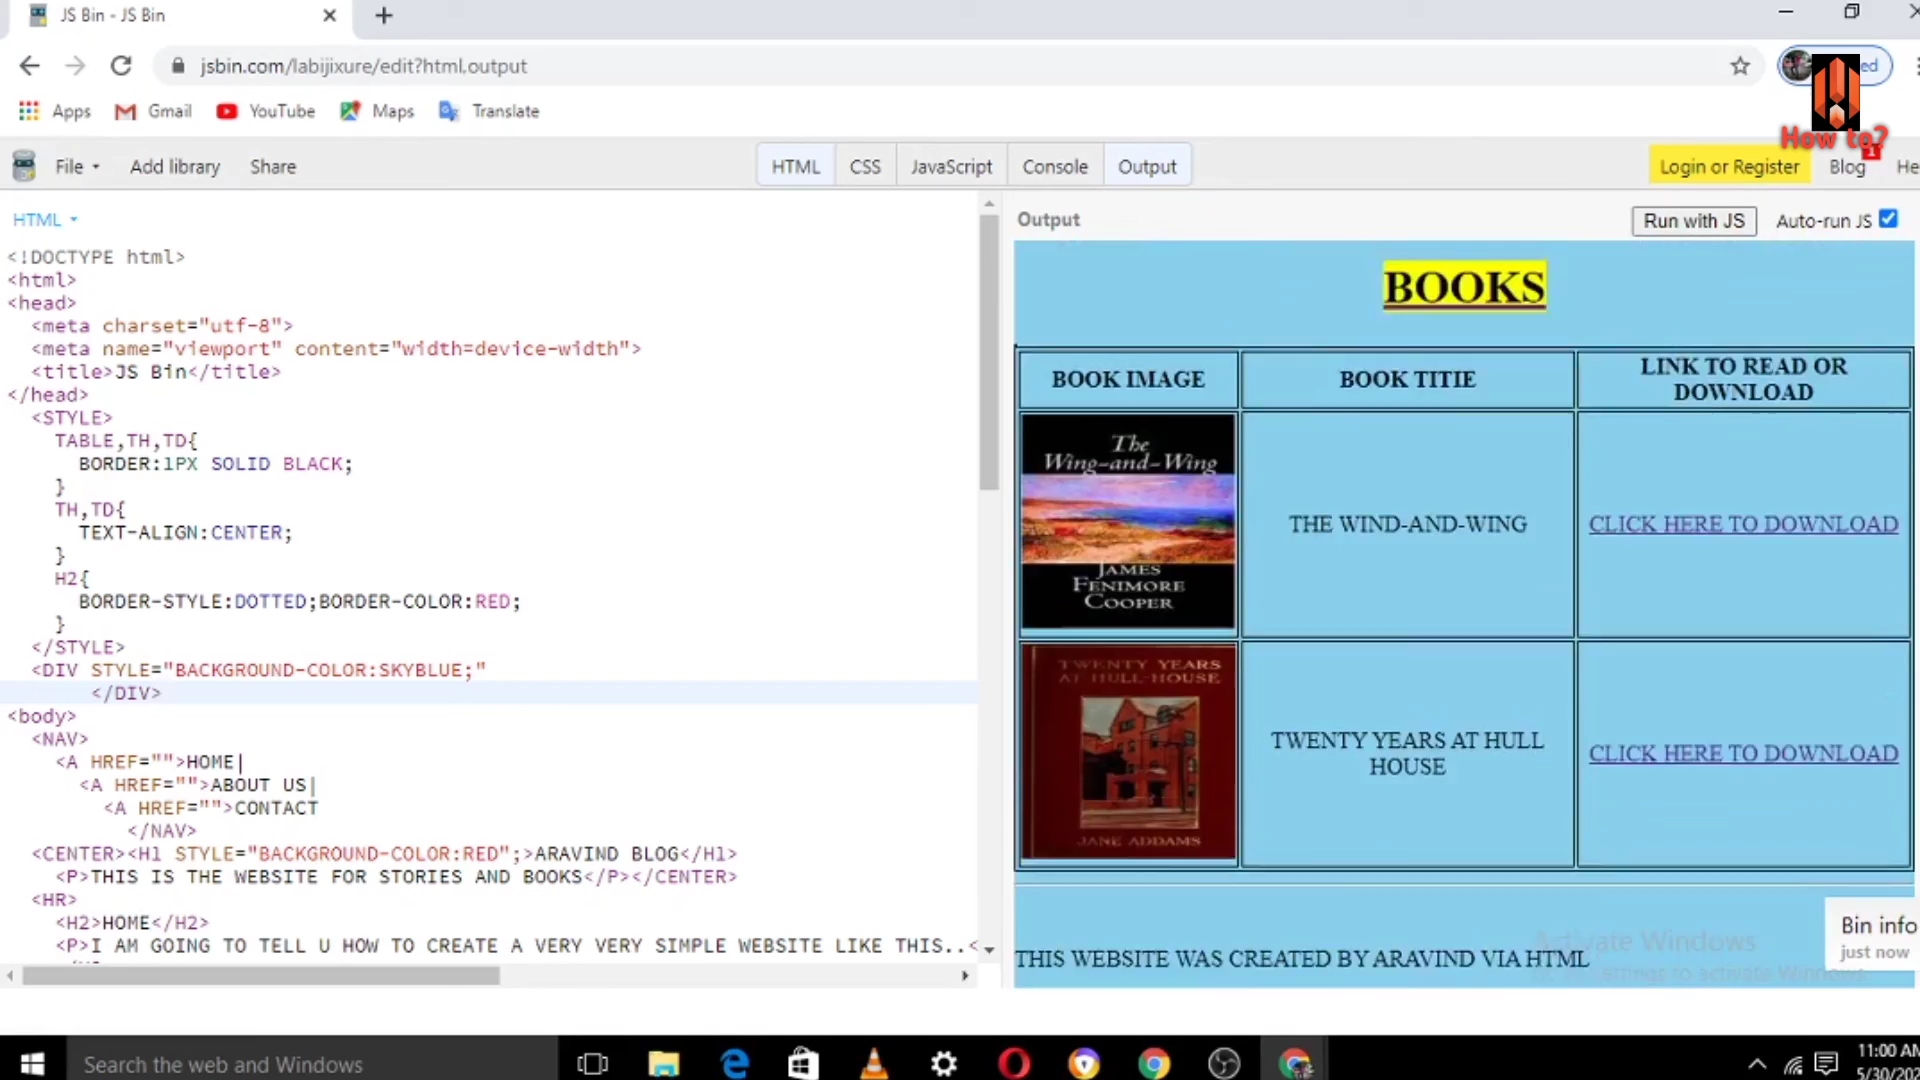 JS Bin - JS Bin
jsbin.com/labijixure/edit?html.output
ed
Apps
Gmail
YouTube
Maps
Translate
How to?
File
Add library
Share
HTML
CSS
JavaScript
Console
Output
Login or Register
Blog
1
He
HTML
<!DOCTYPE html>
<html>
<head>
<meta charset="utf-8">
<meta name="viewport" content="width=device-width">
<title>JS Bin</title>
</head>
<STYLE>
TABLE,TH,TD{
BORDER:1PX SOLID BLACK;
}
TH,TD{
TEXT-ALIGN:CENTER;
}
H2{
BORDER-STYLE:DOTTED;BORDER-COLOR:RED;
}
</STYLE>
<DIV STYLE="BACKGROUND-COLOR:SKYBLUE;"
</DIV>
<body>
<NAV>
<A HREF="">HOME|
<A HREF="">ABOUT US|
<A HREF="">CONTACT
</NAV>
<CENTER><H1 STYLE="BACKGROUND-COLOR:RED";>ARAVIND BLOG</H1>
<P>THIS IS THE WEBSITE FOR STORIES AND BOOKS</P></CENTER>
<HR>
<H2>HOME</H2>
<P>I AM GOING TO TELL U HOW TO CREATE A VERY VERY SIMPLE WEBSITE LIKE THIS..<
Output
Run with JS
Auto-run JS
BOOKS
BOOK IMAGE
BOOK TITIE
LINK TO READ OR
DOWNLOAD
The
Wing-and-Wing
JAMES
FENIMORE
COOPER
THE WIND-AND-WING
CLICK HERE TO DOWNLOAD
TWENTY YEARS
AT HULL-HOUSE
JANE ADDAMS
TWENTY YEARS AT HULL
HOUSE
CLICK HERE TO DOWNLOAD
THIS WEBSITE WAS CREATED BY ARAVIND VIA HTML
Bin info
just now
Activate Windows
Search the web and Windows
11:00 AM
5/30/202